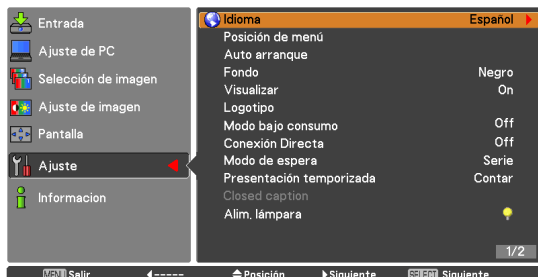 Entrada
Ajuste de PC
Selección de imagen
Ajuste de imagen
Pantalla
Ajuste
Informacion
Idioma Español
Posición de menú
Auto arranque
Fondo Negro
Visualizar On
Logotipo
Modo bajo consumo Off
Conexión Directa Off
Modo de espera Serie
Presentación temporizada Contar
Closed caption
Alim. lámpara
1/2
MENU Salir ----- Posición Siguiente SELECT Siguiente